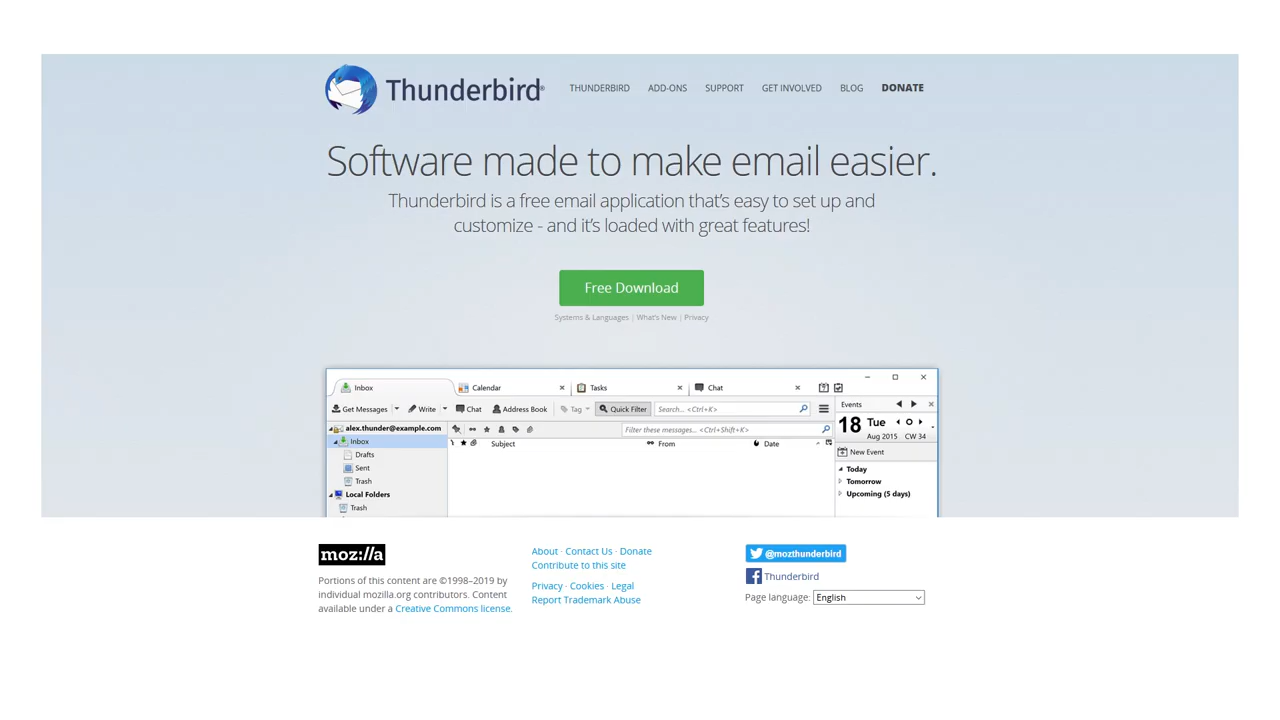 Thunderbird®
THUNDERBIRD ADD-ONS SUPPORT GET INVOLVED BLOG DONATE
Software made to make email easier.
Thunderbird is a free email application that's easy to set up and
customize - and it's loaded with great features!
Free Download
Systems & Languages | What's New | Privacy
Inbox Calendar Tasks Chat
Get Messages Write Chat Address Book Tag Quick Filter Search... <Ctrl+K>
Events
alex.thunder@example.com
Filter these messages... <Ctrl+Shift+K>
18 Tue
Aug 2015 CW 34
Inbox
Subject From Date
New Event
Drafts
Sent
Trash
Local Folders
Trash
Today
Tomorrow
Upcoming (5 days)
moz://a
Portions of this content are ©1998–2019 by
individual mozilla.org contributors. Content
available under a Creative Commons license.
About · Contact Us · Donate
Contribute to this site
Privacy · Cookies · Legal
Report Trademark Abuse
@mozthunderbird
Thunderbird
Page language: English